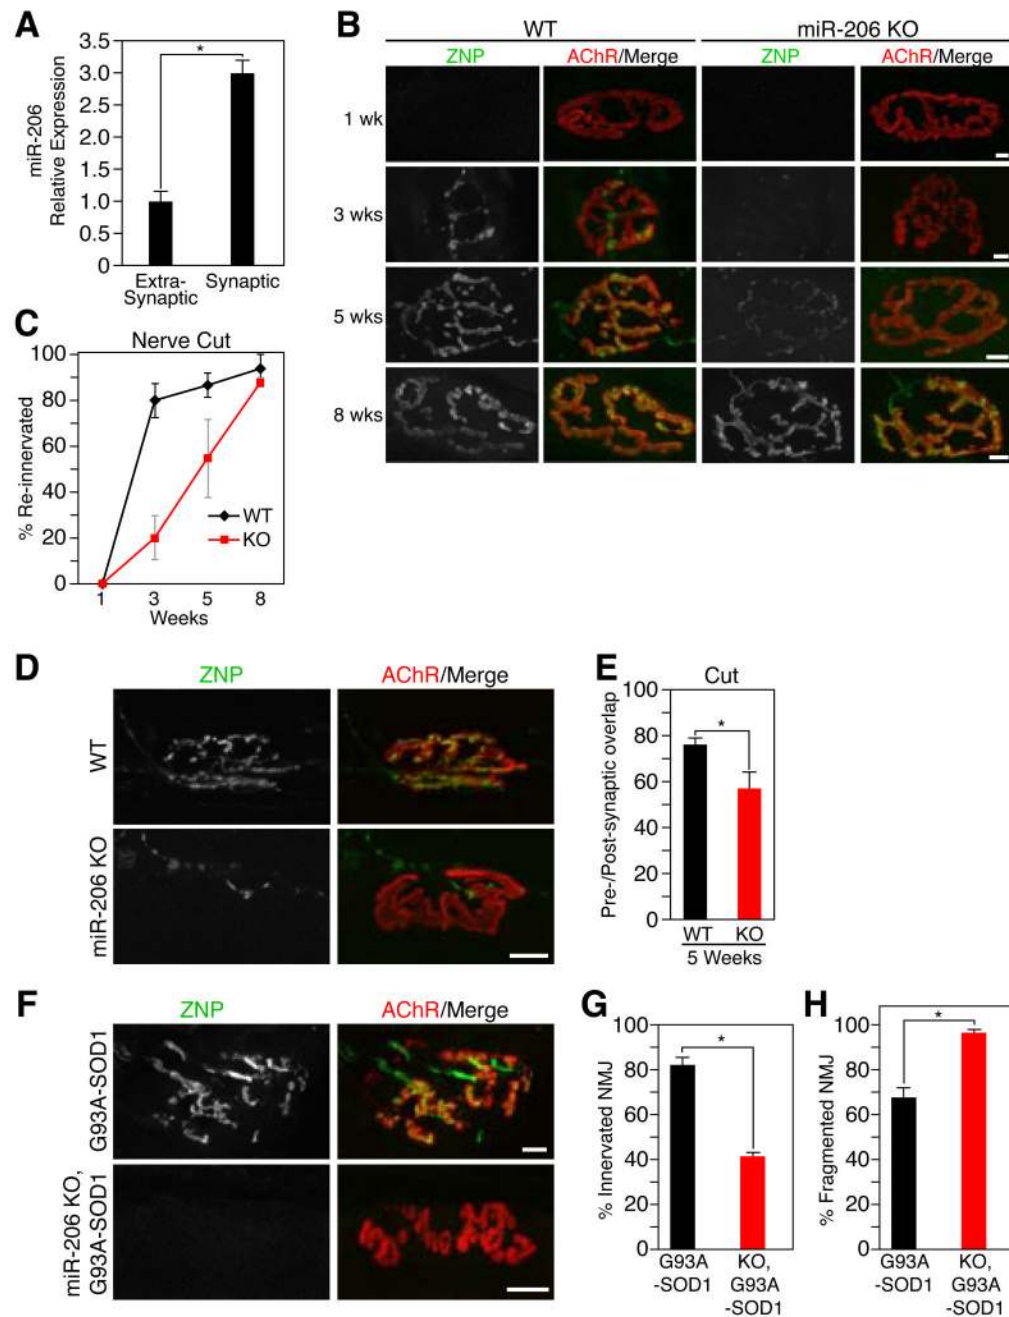 A
miR-206
Relative Expression
3.5
3.0
2.5
2.0
1.5
1.0
0.5
0
*
Extra-
Synaptic
Synaptic
B
WT
miR-206 KO
ZNP
AChR/Merge
ZNP
AChR/Merge
1 wk
3 wks
5 wks
8 wks
C
Nerve Cut
% Re-innervated
100
80
60
40
20
0
WT
KO
1
3
5
8
Weeks
D
ZNP
AChR/Merge
WT
miR-206 KO
E
Cut
Pre-/Post-synaptic overlap
100
80
60
40
20
0
*
WT
KO
5 Weeks
F
ZNP
AChR/Merge
G93A-SOD1
miR-206 KO,
G93A-SOD1
G
% Innervated NMJ
100
80
60
40
20
0
*
G93A
-SOD1
KO,
G93A
-SOD1
H
% Fragmented NMJ
100
80
60
40
20
0
*
G93A
-SOD1
KO,
G93A
-SOD1